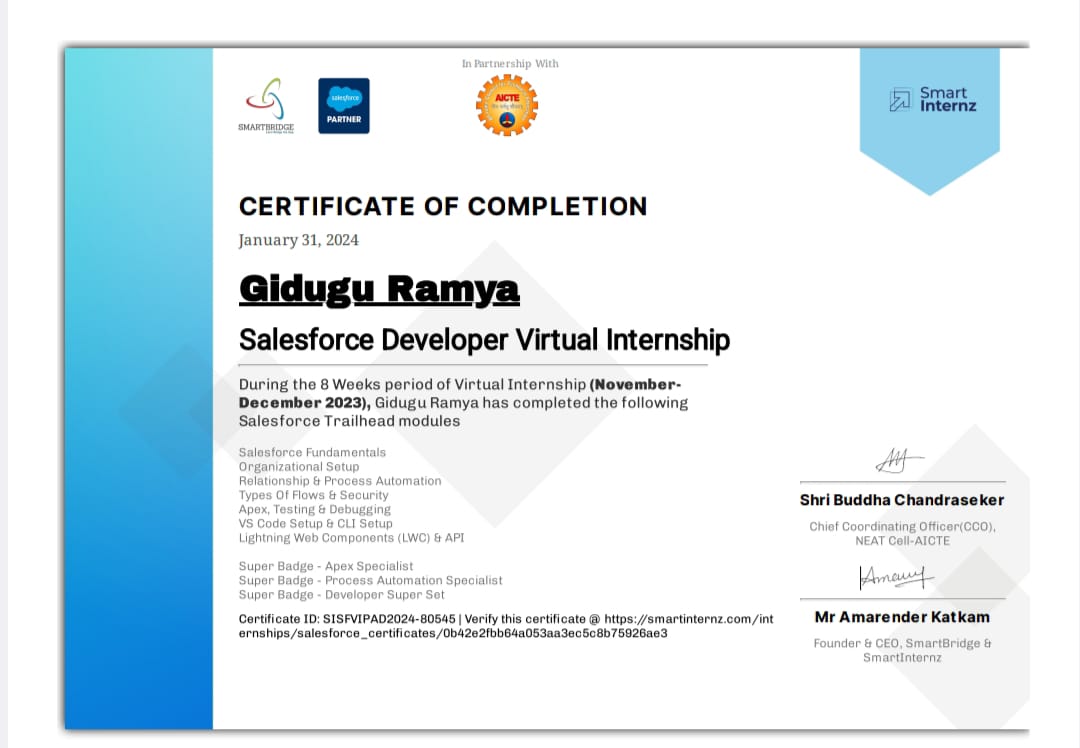 In Partnership With
SMARTBRIDGE
salesforce
PARTNER
AICTE
Smart
Internz
CERTIFICATE OF COMPLETION
January 31, 2024
Gidugu Ramya
Salesforce Developer Virtual Internship
During the 8 Weeks period of Virtual Internship (November-
December 2023), Gidugu Ramya has completed the following
Salesforce Trailhead modules
Salesforce Fundamentals
Organizational Setup
Relationship & Process Automation
Types Of Flows & Security
Apex, Testing & Debugging
VS Code Setup & CLI Setup
Lightning Web Components (LWC) & API
Super Badge - Apex Specialist
Super Badge - Process Automation Specialist
Super Badge - Developer Super Set
Certificate ID: SISFVIPAD2024-80545 | Verify this certificate @ https://smartinternz.com/int
ernships/salesforce_certificates/0b42e2fbb64a053aa3ec5c8b75926ae3
Shri Buddha Chandraseker
Chief Coordinating Officer(CCO),
NEAT Cell-AICTE
Mr Amarender Katkam
Founder & CEO, SmartBridge &
SmartInternz